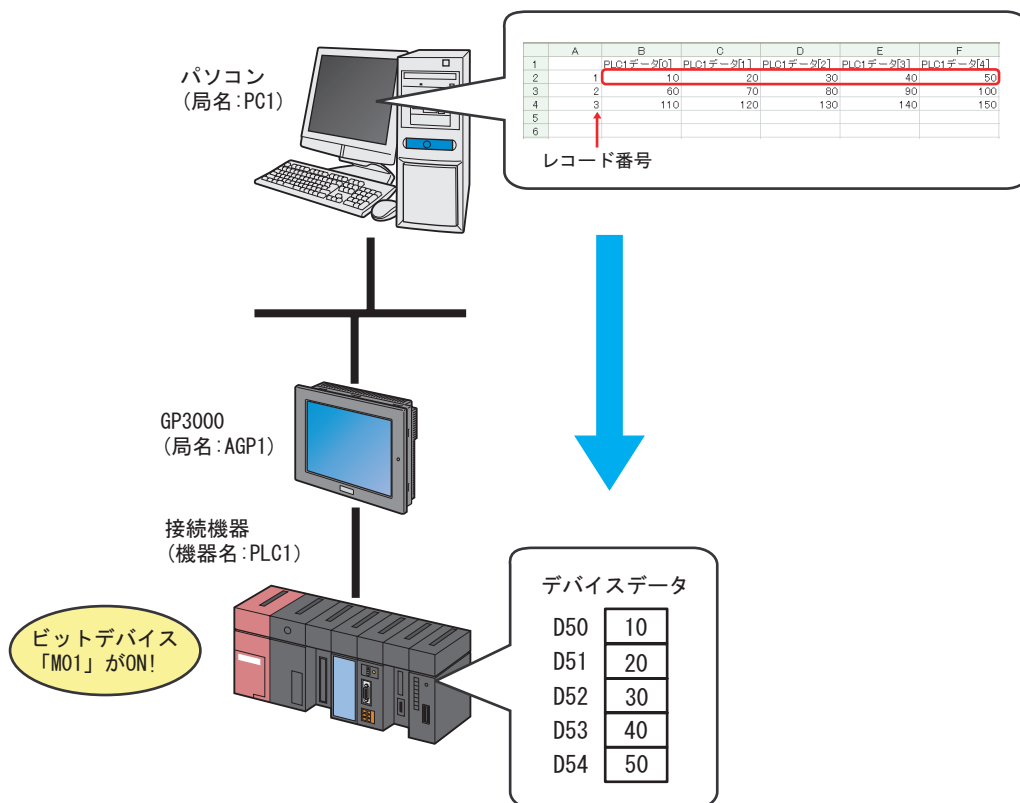 パソコン
(局名:PC1)
A B C D E F
1 PLC1データ[0] PLC1データ[1] PLC1データ[2] PLC1データ[3] PLC1データ[4]
2 1 10 20 30 40 50
3 2 60 70 80 90 100
4 3 110 120 130 140 150
5
6
レコード番号
GP3000
(局名:AGP1)
接続機器
(機器名:PLC1)
ビットデバイス
「M01」がON!
デバイスデータ
D50 10
D51 20
D52 30
D53 40
D54 50